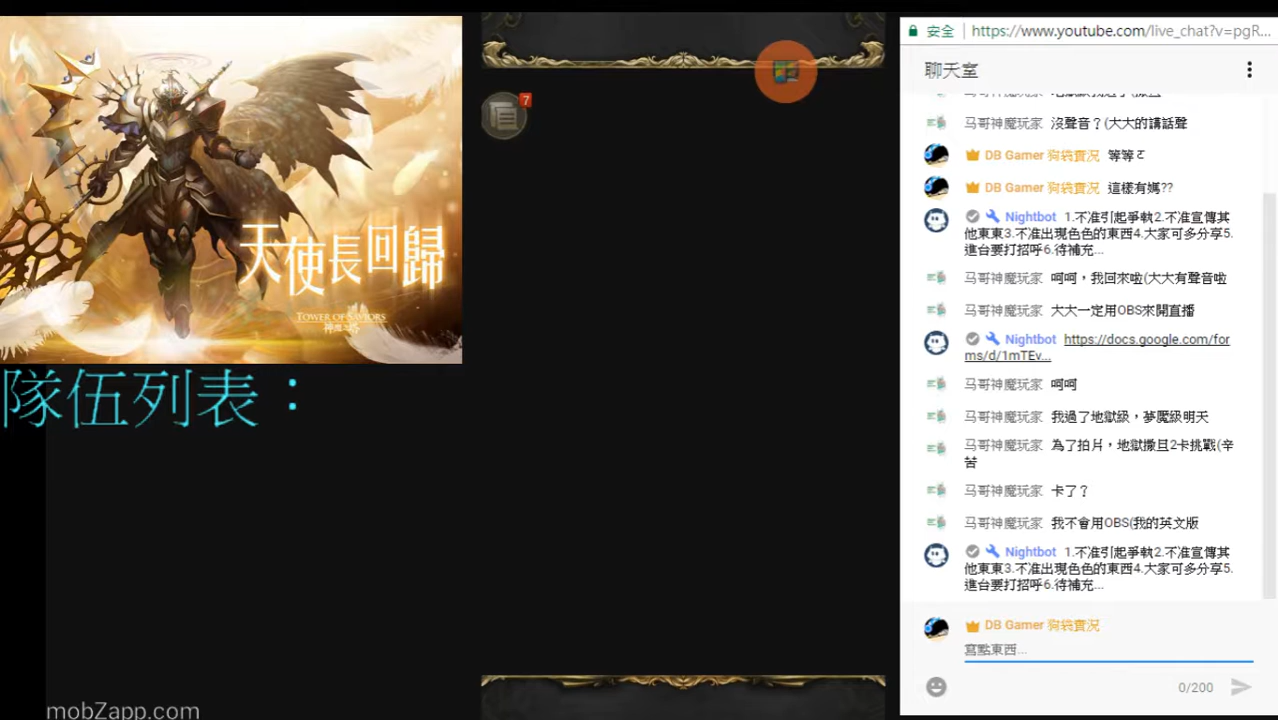 天使長回歸
TOWER OF SAVIORS
神魔之塔
隊伍列表：
mobZapp.com
7
安全
https://www.youtube.com/live_chat?v=pgR...
聊天室
马哥神魔玩家 沒聲音？(大大的講話聲
DB Gamer 狗袋實況 等等ㄛ
DB Gamer 狗袋實況 這樣有媽??
Nightbot 1.不准引起爭執2.不准宣傳其
他東東3.不准出現色色的東西4.大家可多分享5.
進台要打招呼6.待補充...
马哥神魔玩家 呵呵，我回來啦(大大有聲音啦
马哥神魔玩家 大大一定用OBS來開直播
Nightbot https://docs.google.com/for
ms/d/1mTEv...
马哥神魔玩家 呵呵
马哥神魔玩家 我過了地獄級，夢魘級明天
马哥神魔玩家 為了拍片，地獄撒旦2卡挑戰(辛
苦
马哥神魔玩家 卡了？
马哥神魔玩家 我不會用OBS(我的英文版
Nightbot 1.不准引起爭執2.不准宣傳其
他東東3.不准出現色色的東西4.大家可多分享5.
進台要打招呼6.待補充...
DB Gamer 狗袋實況
寫點東西...
0/200